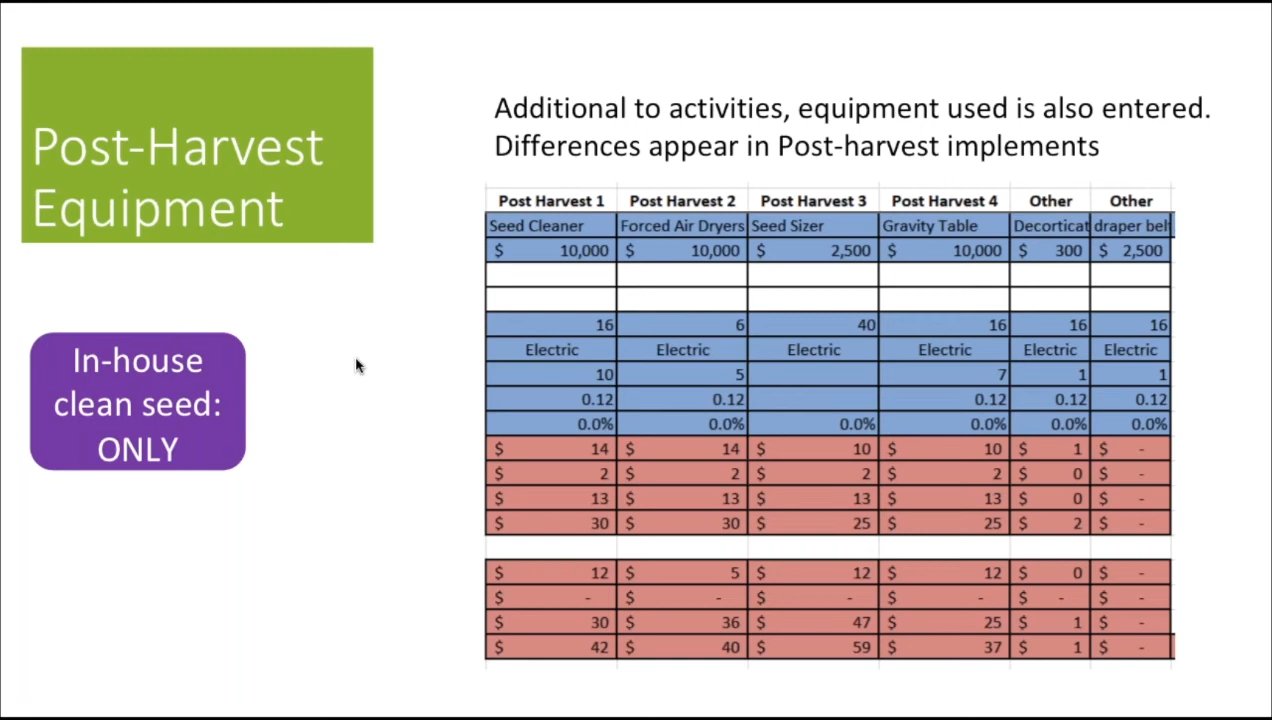 Post-Harvest
Equipment
In-house
clean seed:
ONLY
Additional to activities, equipment used is also entered.
Differences appear in Post-harvest implements
Post Harvest 1 Post Harvest 2 Post Harvest 3 Post Harvest 4 Other Other
Seed Cleaner Forced Air Dryers Seed Sizer Gravity Table Decorticat draper belt
$ 10,000 $ 10,000 $ 2,500 $ 10,000 $ 300 $ 2,500
16 6 40 16 16 16
Electric Electric Electric Electric Electric Electric
10 5 7 1 1
0.12 0.12 0.12 0.12 0.12
0.0% 0.0% 0.0% 0.0% 0.0% 0.0%
$ 14 $ 14 $ 10 $ 10 $ 1 $ -
$ 2 $ 2 $ 2 $ 2 $ 0 $ -
$ 13 $ 13 $ 13 $ 13 $ 0 $ -
$ 30 $ 30 $ 25 $ 25 $ 2 $ -
$ 12 $ 5 $ 12 $ 12 $ 0 $ -
$ - $ - $ - $ - $ - $ -
$ 30 $ 36 $ 47 $ 25 $ 1 $ -
$ 42 $ 40 $ 59 $ 37 $ 1 $ -